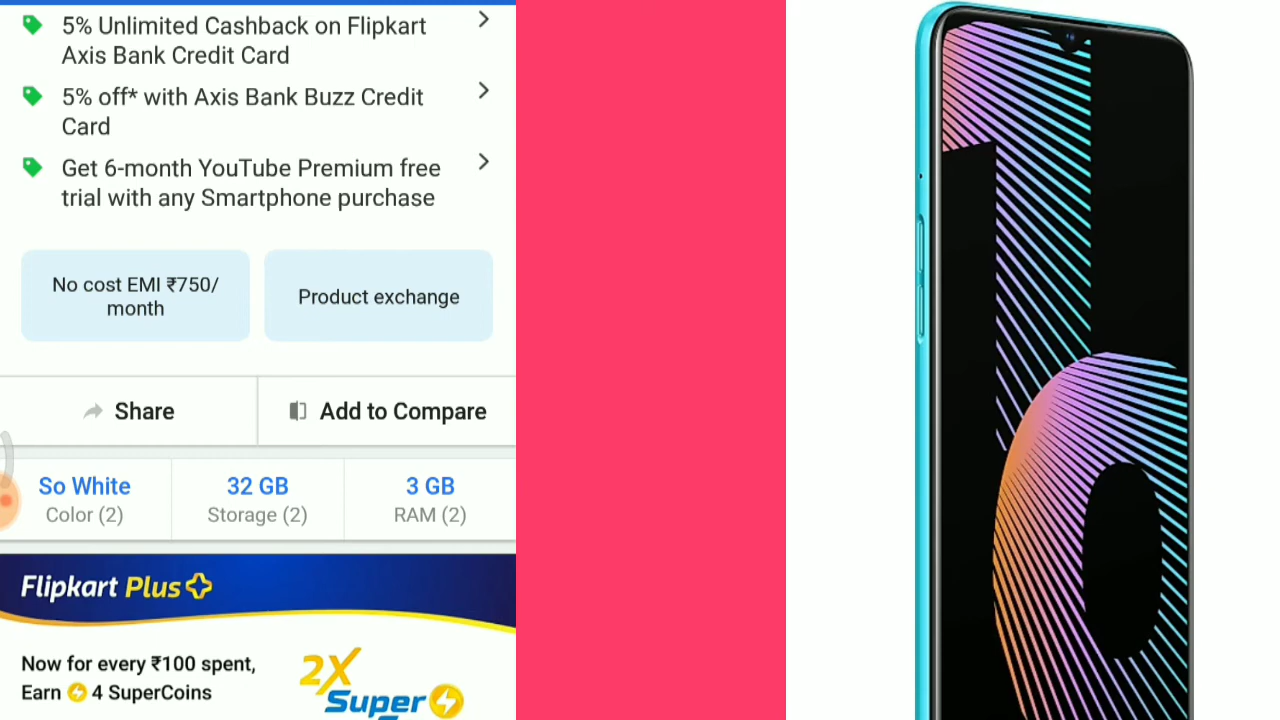 5% Unlimited Cashback on Flipkart
Axis Bank Credit Card
5% off* with Axis Bank Buzz Credit
Card
Get 6-month YouTube Premium free
trial with any Smartphone purchase
No cost EMI ₹750/
month
Product exchange
Share
Add to Compare
So White
Color (2)
32 GB
Storage (2)
3 GB
RAM (2)
Flipkart Plus
Now for every ₹100 spent,
Earn 4 SuperCoins
2X
Super
10